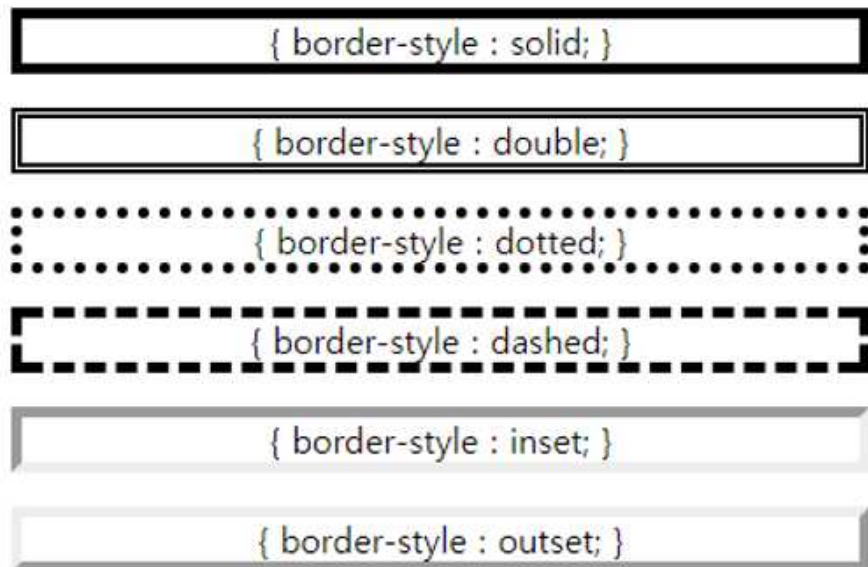 { border-style : solid; }
{ border-style : double; }
{ border-style : dotted; }
{ border-style : dashed; }
{ border-style : inset; }
{ border-style : outset; }